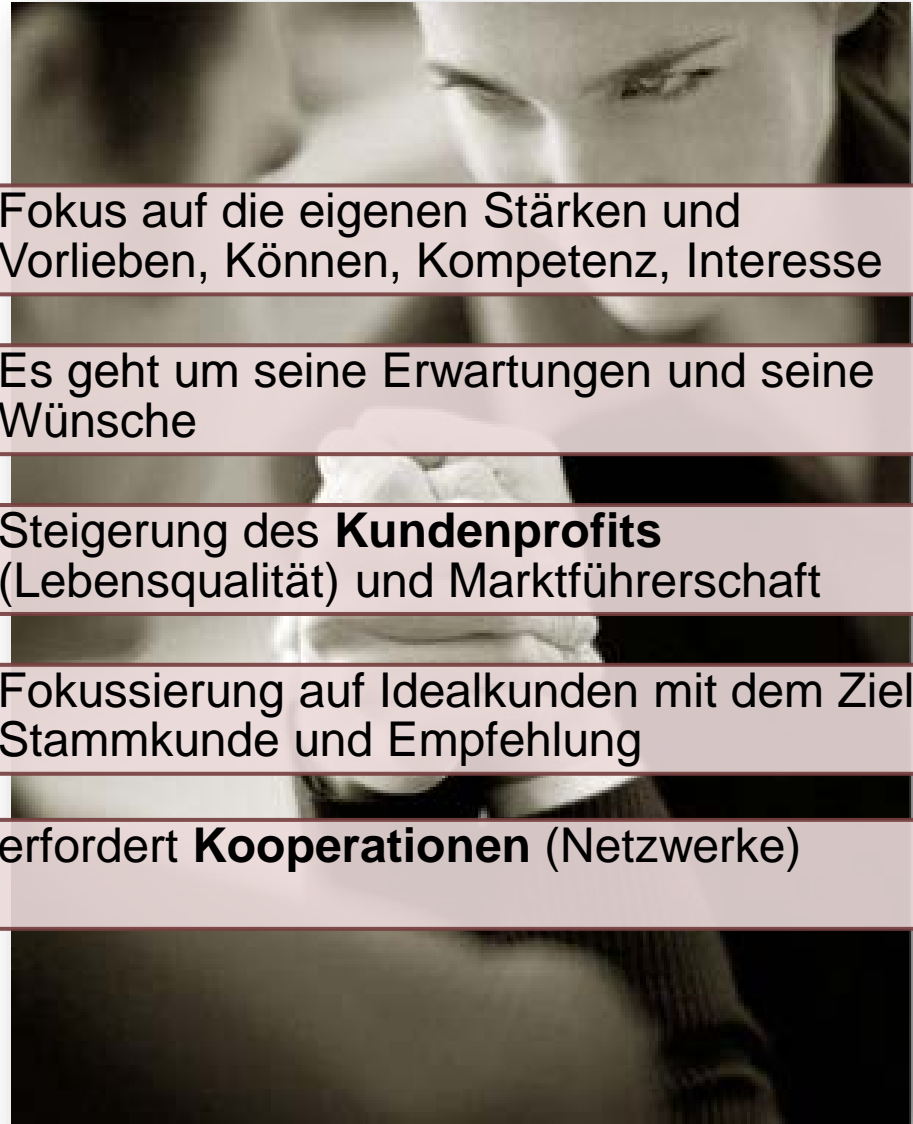 Fokus auf die eigenen Stärken und
Vorlieben, Können, Kompetenz, Interesse
Es geht um seine Erwartungen und seine
Wünsche
Steigerung des Kundenprofits
(Lebensqualität) und Marktführerschaft
Fokussierung auf Idealkunden mit dem Ziel
Stammkunde und Empfehlung
erfordert Kooperationen (Netzwerke)